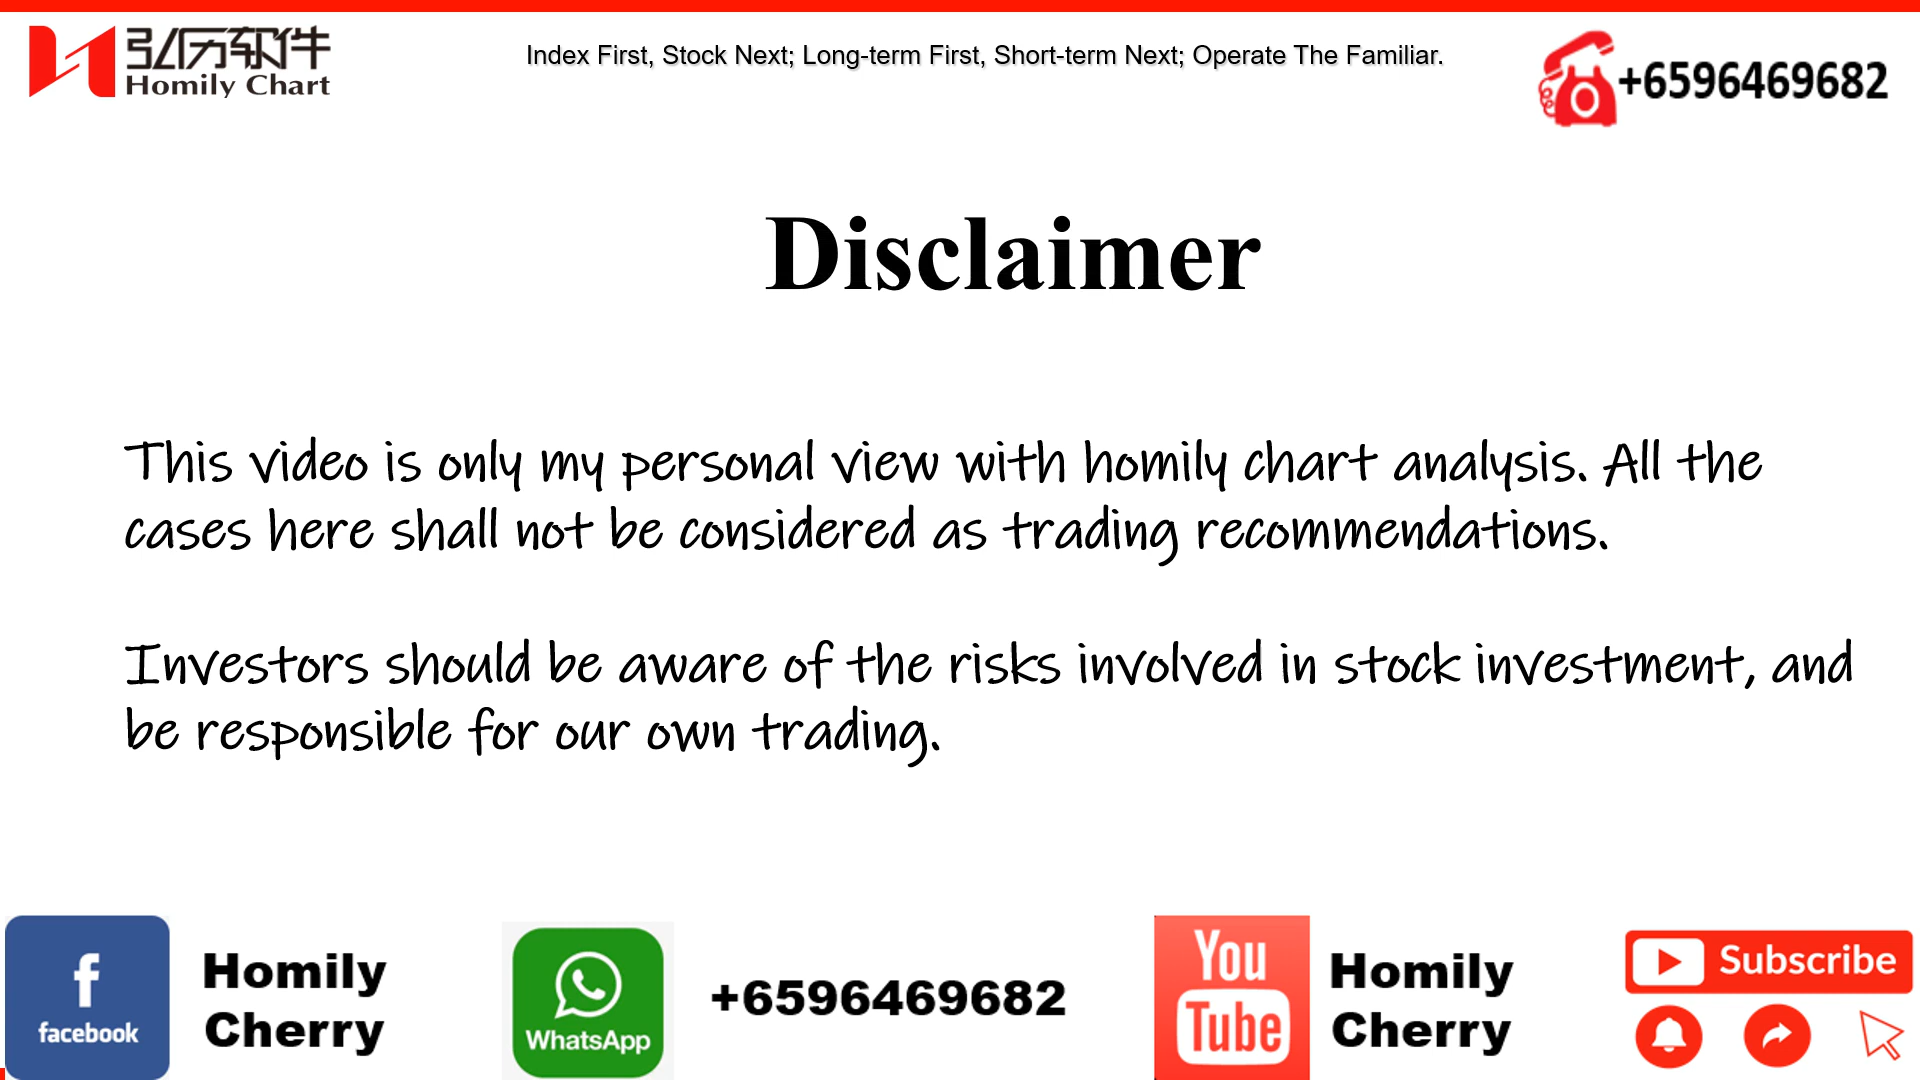 弘历软件
Homily Chart
Index First, Stock Next; Long-term First, Short-term Next; Operate The Familiar.
+6596469682
Disclaimer
This video is only my personal view with homily chart analysis. All the
cases here shall not be considered as trading recommendations.
Investors should be aware of the risks involved in stock investment, and
be responsible for our own trading.
f
facebook
Homily
Cherry
WhatsApp
+6596469682
You
Tube
Homily
Cherry
Subscribe